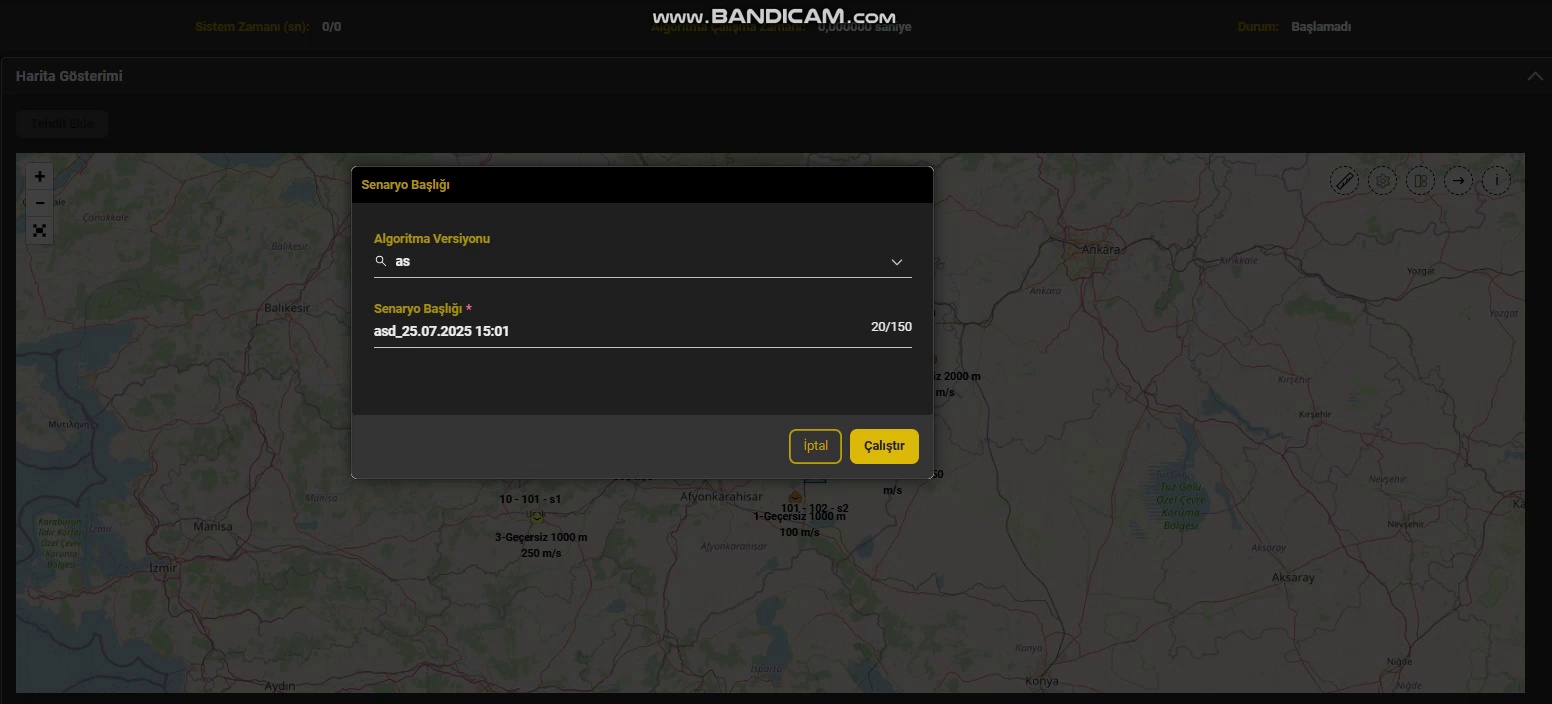 www.BANDICAM.com
Sistem Zamanı (sn): 0/0
Algoritma Çalışma Zamanı: 0,000000 saniye
Durum: Başlamadı
Harita Gösterimi
Tehdit Ekle
+
−
Çanakkale
Balıkesir
Balıkesir
Senaryo Başlığı
Algoritma Versiyonu
as
Senaryo Başlığı *
asd_25.07.2025 15:01
20/150
İptal
Çalıştır
i
Ankara
Kırıkkale
Ankara
Yozgat
Yozgat
iz 2000 m
m/s
Kırşehir
Kırşehir
50
m/s
Manisa
Manisa
10 - 101 - s1
Uşak
3-Geçersiz 1000 m
250 m/s
Afyonkarahisar
101 - 102 - s2
1-Geçersiz 1000 m
100 m/s
Afyonkarahisar
Tuz Gölü
Özel Çevre
Koruma
Bölgesi
Nevşehir
Nevşehir
Karaburun
Ildır Körfezi
Özel Çevre
Koruma
Bölgesi
İzmir
İzmir
Aksaray
Aksaray
Isparta
Konya
Konya
Niğde
Niğde
Aydın